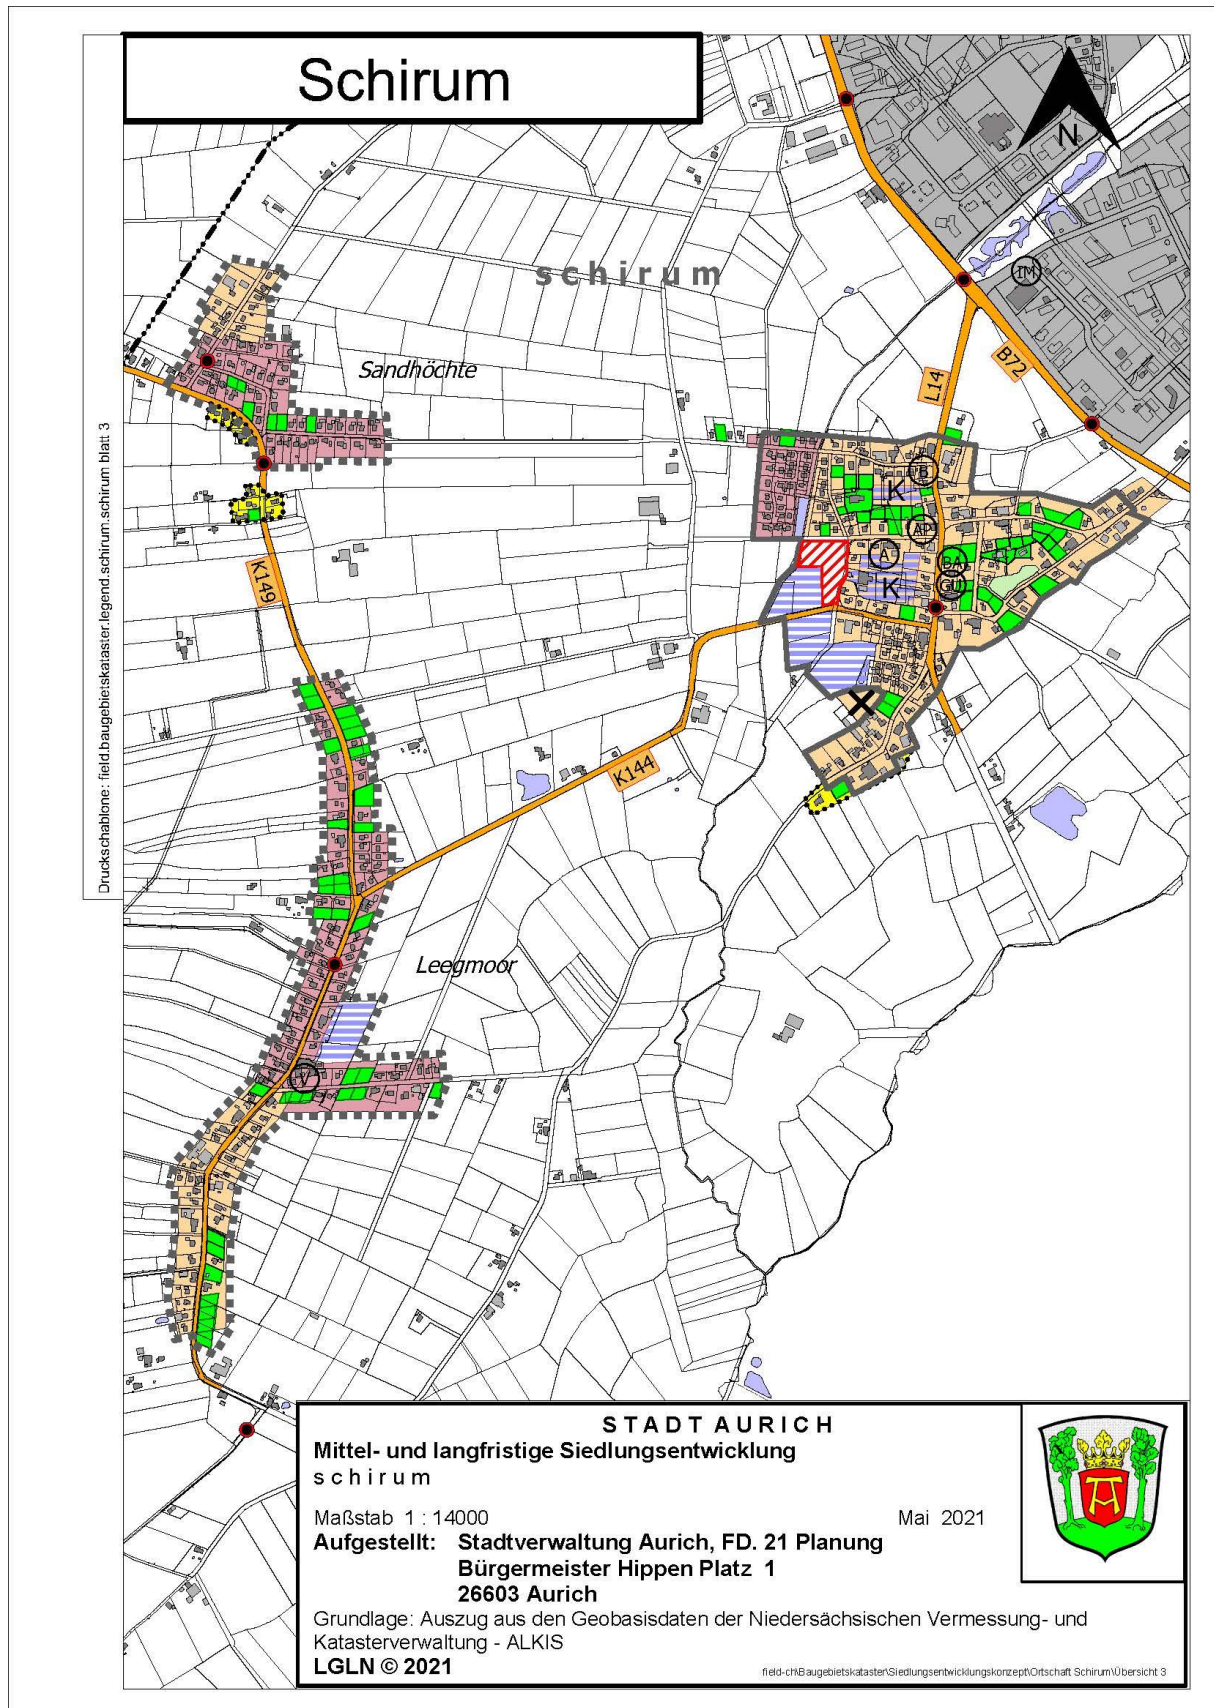 Schirum
N
schirum
IM
Sandhöchte
L14
B72
Druckschablone: field.baugebietskataster.legend.schirum.schirum blatt 3
B
K
AP
A
BA
K
GU
K149
K144
Leegmoor
V
STADT AURICH
Mittel- und langfristige Siedlungsentwicklung
schirum
Maßstab 1 : 14000
Mai 2021
Aufgestellt: Stadtverwaltung Aurich, FD. 21 Planung
Bürgermeister Hippen Platz 1
26603 Aurich
Grundlage: Auszug aus den Geobasisdaten der Niedersächsischen Vermessung- und
Katasterverwaltung - ALKIS
LGLN © 2021
field-ch\Baugebietskataster\Siedlungsentwicklungskonzept\Ortschaft Schirum\Übersicht 3